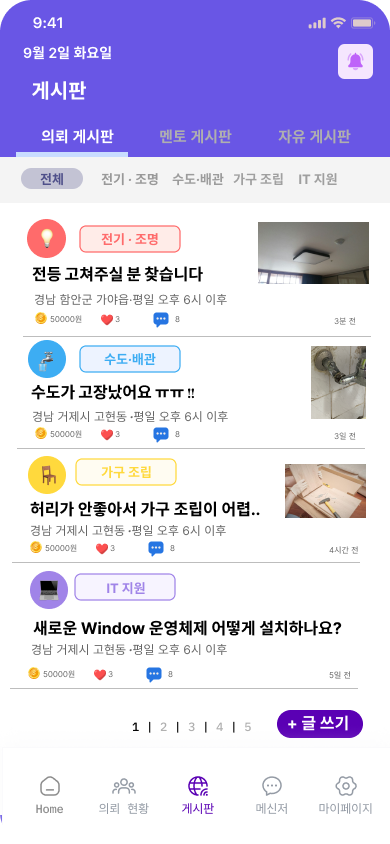 9:41
9월 2일 화요일
게시판
의뢰 게시판 멘토 게시판 자유 게시판
전체 전기 · 조명 수도·배관 가구 조립 IT 지원
전기 · 조명
전등 고쳐주실 분 찾습니다
경남 함안군 가야읍·평일 오후 6시 이후
50000원 3 8 3분 전
수도·배관
수도가 고장났어요 ㅠㅠ !!
경남 거제시 고현동 ·평일 오후 6시 이후
50000원 3 8 3일 전
가구 조립
허리가 안좋아서 가구 조립이 어렵..
경남 거제시 고현동 ·평일 오후 6시 이후
50000원 3 8 4시간 전
IT 지원
새로운 Window 운영체제 어떻게 설치하나요?
경남 거제시 고현동 ·평일 오후 6시 이후
50000원 3 8 5일 전
1 | 2 | 3 | 4 | 5 + 글 쓰기
Home 의뢰 현황 게시판 메신저 마이페이지